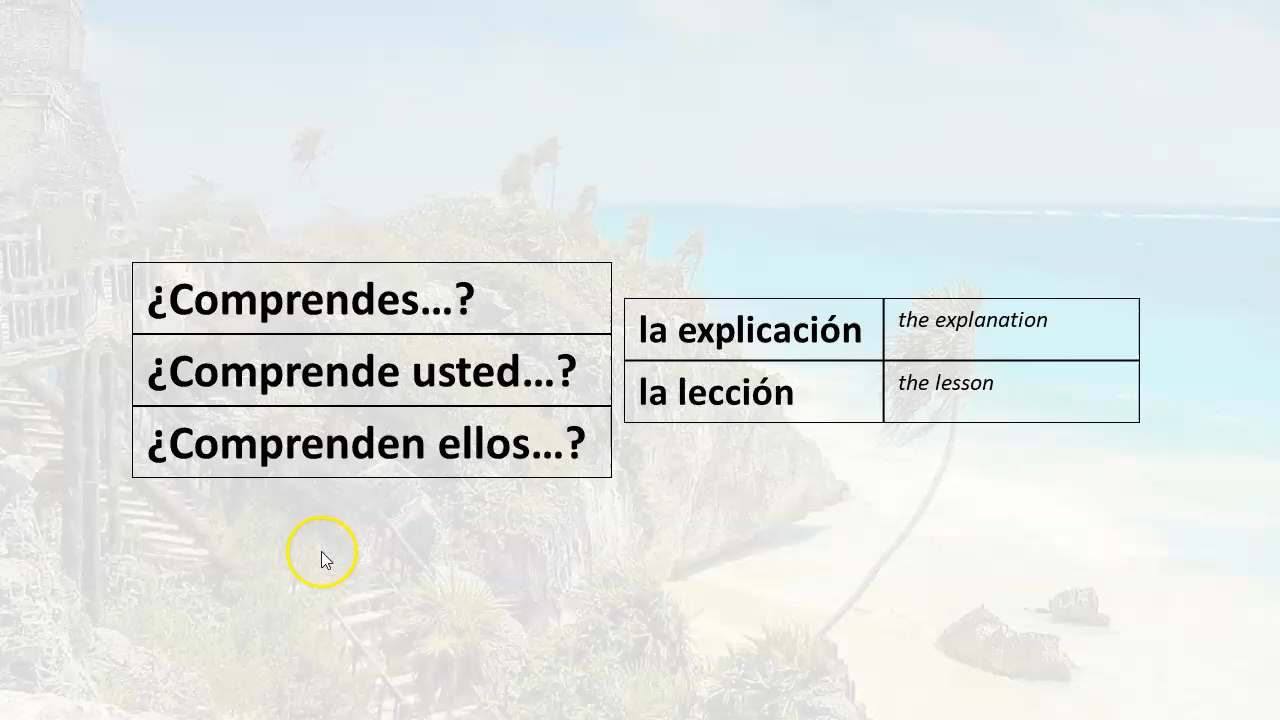 ¿Comprendes...?
¿Comprende usted...?
¿Comprenden ellos...?
la explicación the explanation
la lección the lesson